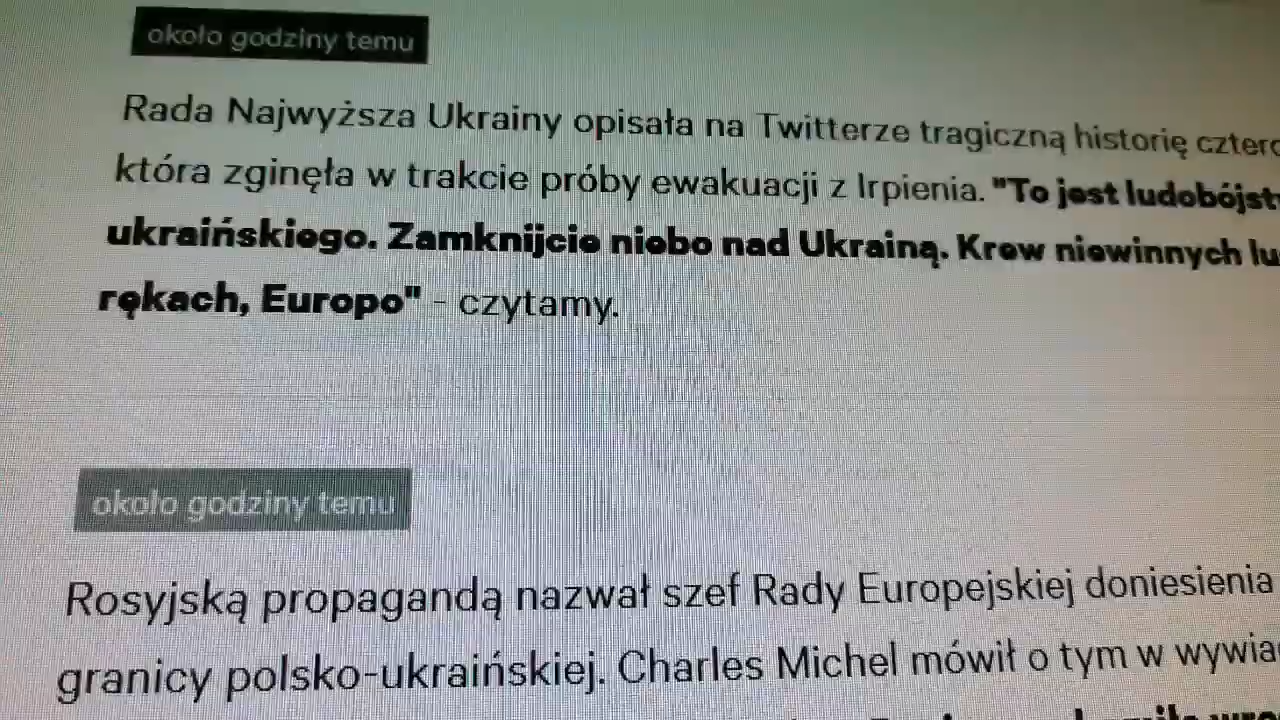 około godziny temu
Rada Najwyższa Ukrainy opisała na Twitterze tragiczną historię
która zginęła w trakcie próby ewakuacji z Irpienia. "To jest
ukraińskiego. Zamknijcie niebo nad Ukrainą. Krew niewinnych
rękach, Europo" - czytamy.
około godziny temu
Rosyjską propagandą nazwał szef Rady Europejskiej doniesienia
granicy polsko-ukraińskiej. Charles Michel mówił o tym w